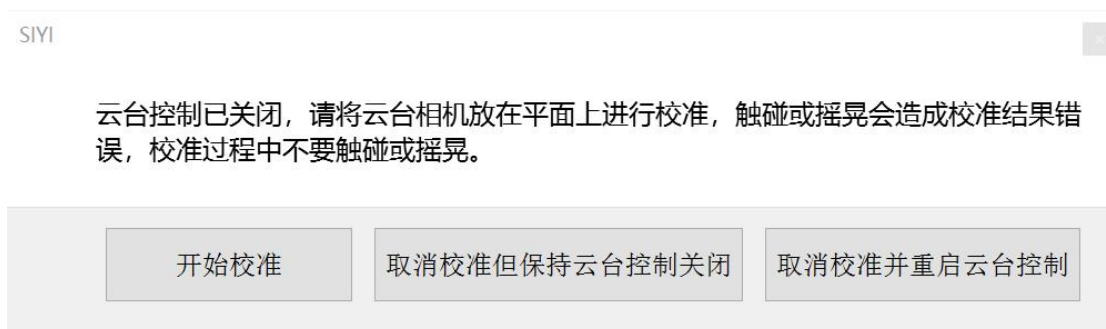 SIYI
云台控制已关闭，请将云台相机放在平面上进行校准，触碰或摇晃会造成校准结果错
误，校准过程中不要触碰或摇晃。
开始校准
取消校准但保持云台控制关闭
取消校准并重启云台控制